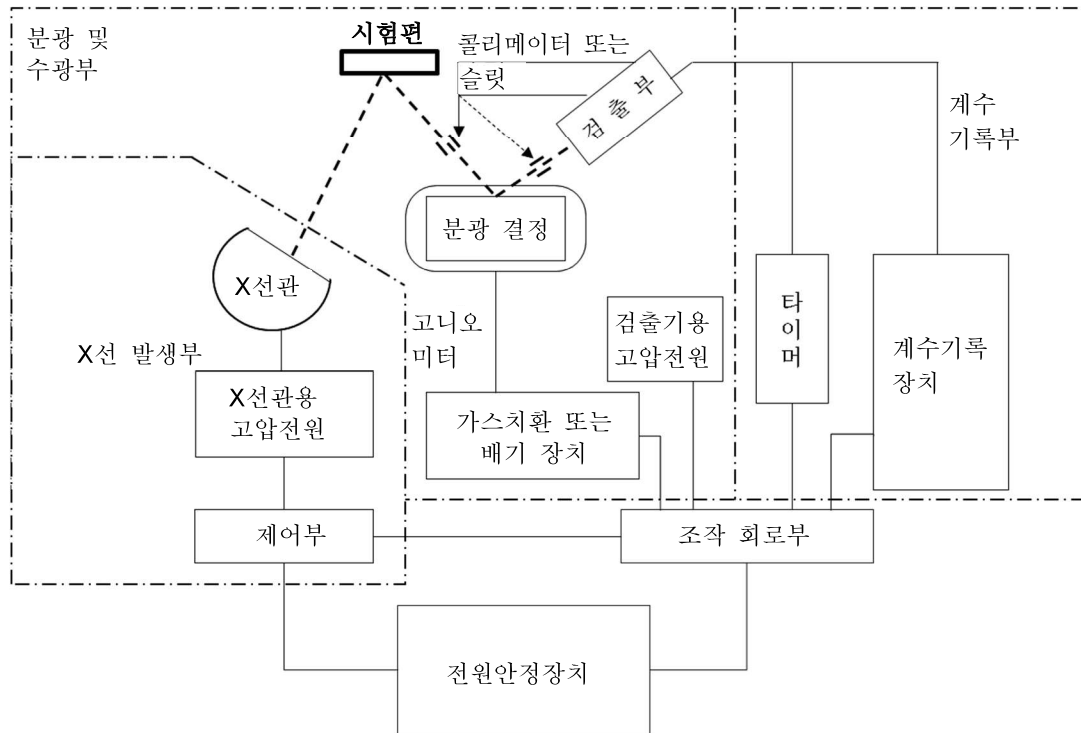 분광 및
수광부
시험편
콜리메이터 또는
슬릿
검출부
계수
기록부
분광 결정
X선관
고니오
미터
검출기용
고압전원
타이머
계수기록
장치
X선 발생부
X선관용
고압전원
가스치환 또는
배기 장치
제어부
조작 회로부
전원안정장치